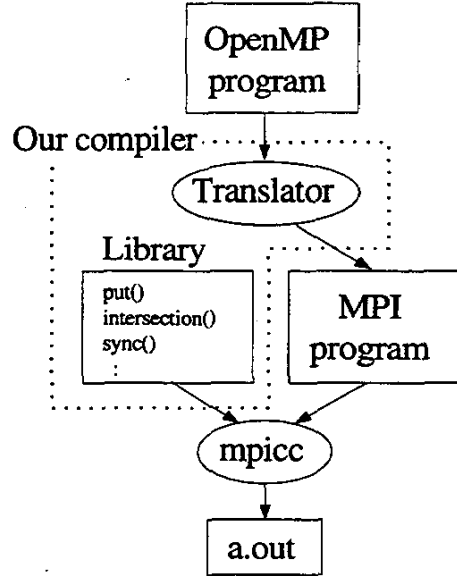 OpenMP
program
Our compiler
Translator
Library
put()
intersection()
sync()
:
MPI
program
mpicc
a.out